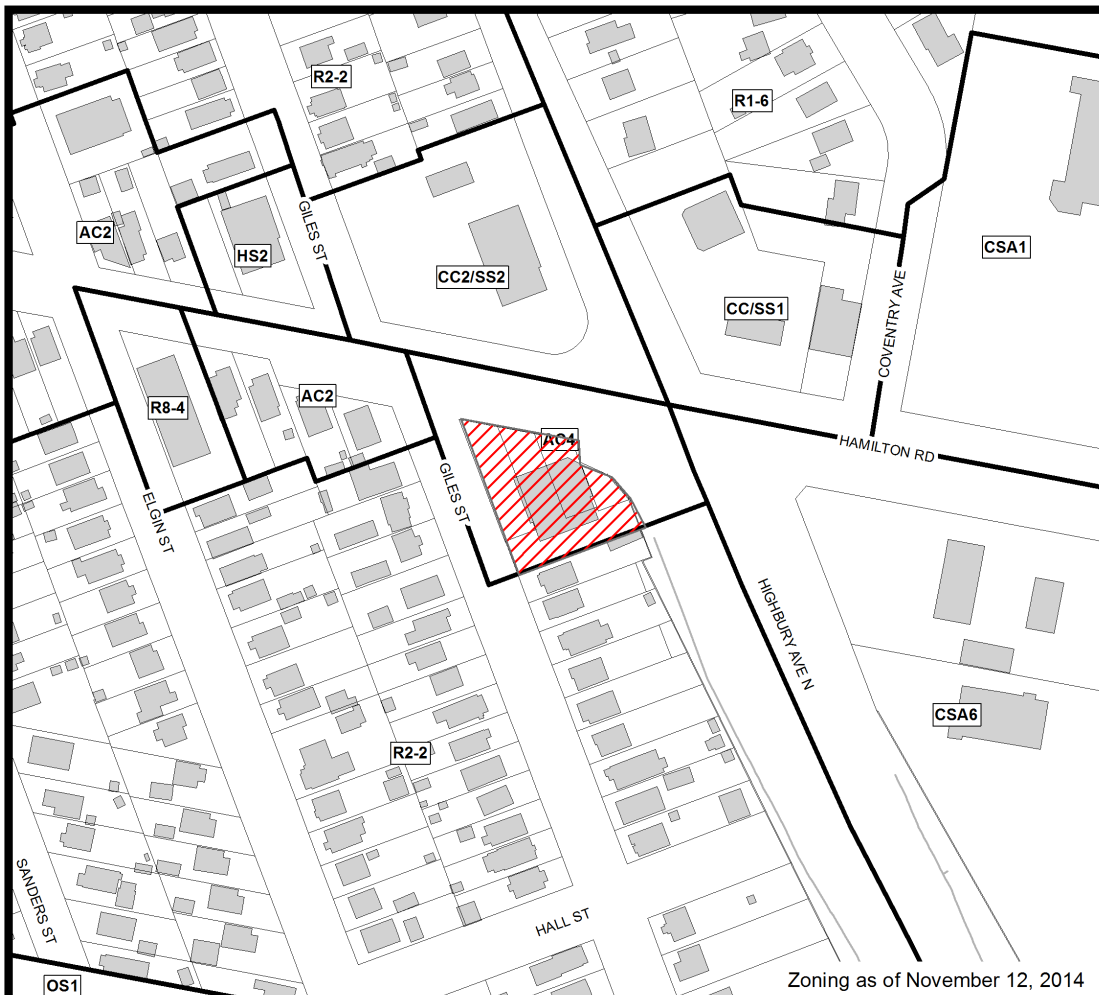 R2-2
R1-6
AC2
GILES ST
HS2
CSA1
CC2/SS2
CC/SS1
COVENTRY AVE
R8-4
AC2
AC4
HAMILTON RD
ELGIN ST
GILES ST
HIGHBURY AVE N
CSA6
R2-2
SANDERS ST
HALL ST
OS1
Zoning as of November 12, 2014